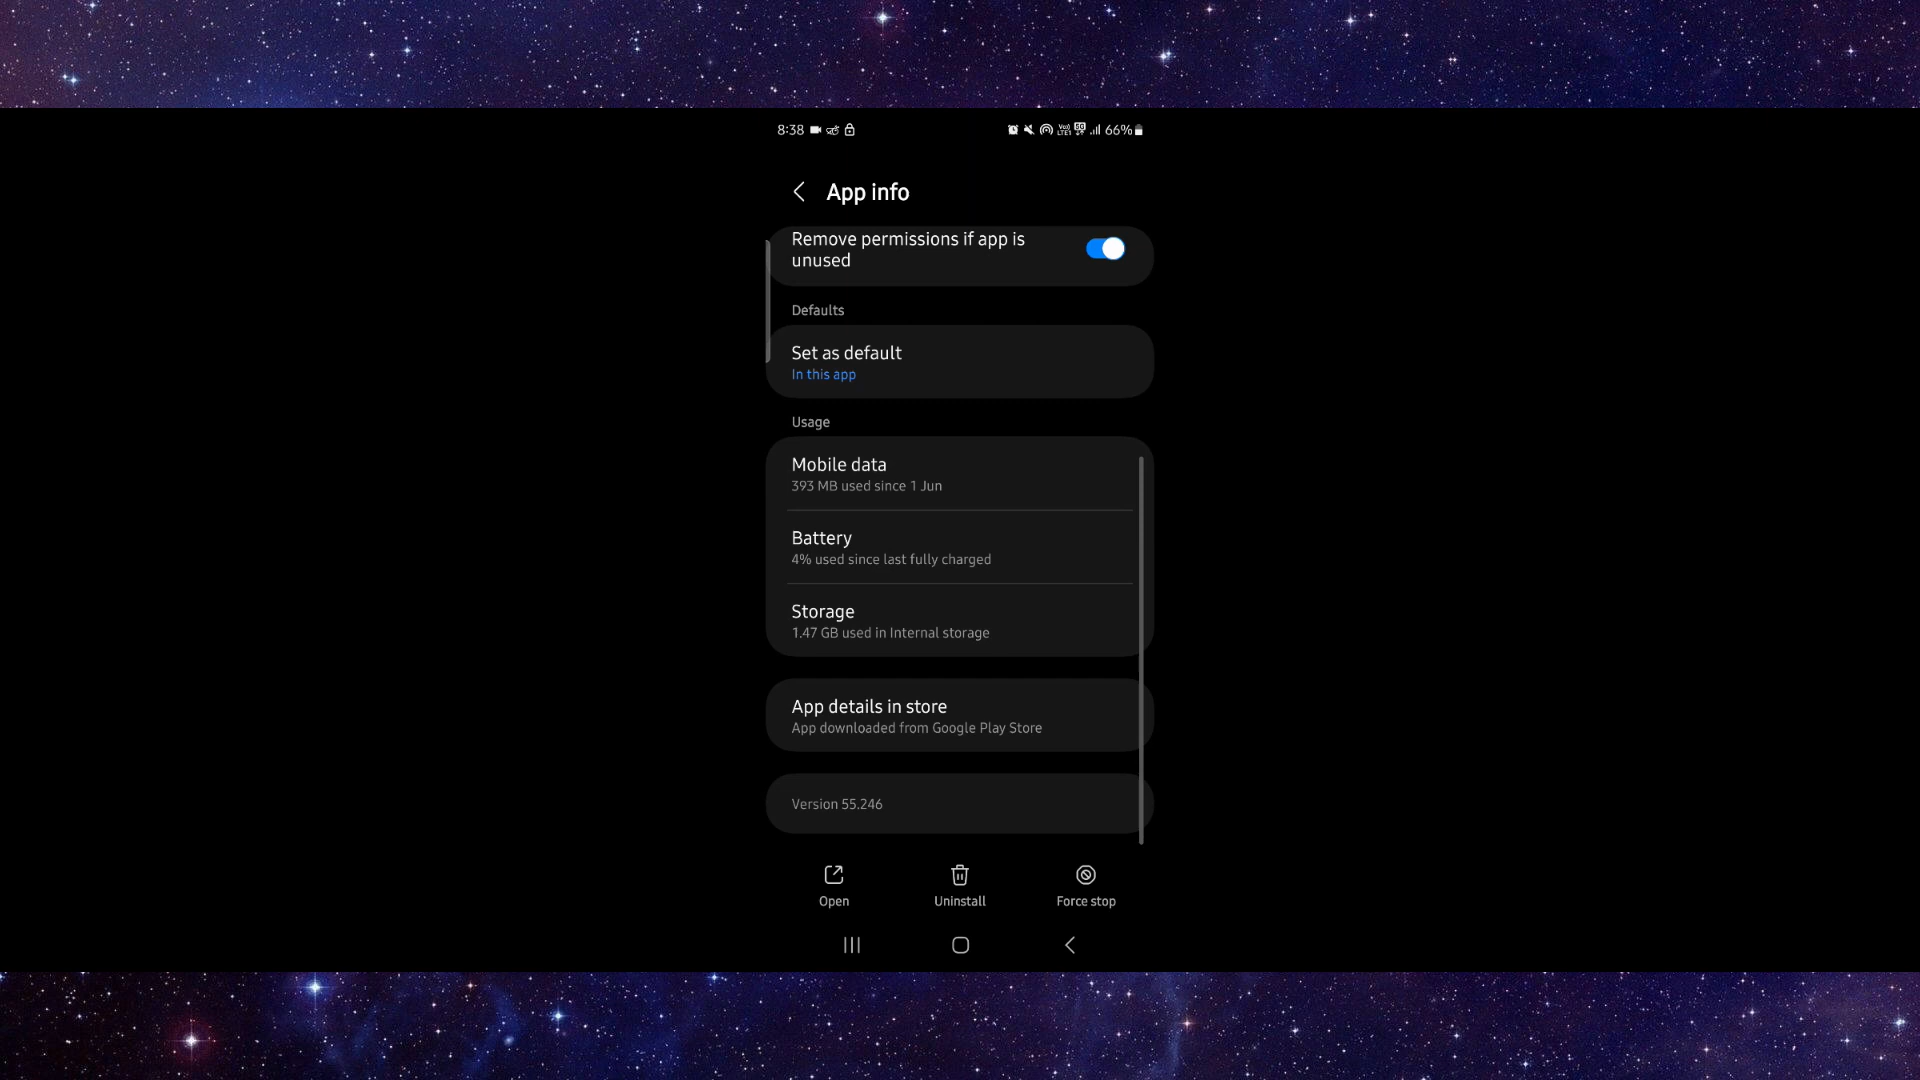 8:38
66%
App info
Remove permissions if app is
unused
Defaults
Set as default
In this app
Usage
Mobile data
393 MB used since 1 Jun
Battery
4% used since last fully charged
Storage
1.47 GB used in Internal storage
App details in store
App downloaded from Google Play Store
Version 55.246
Open
Uninstall
Force stop